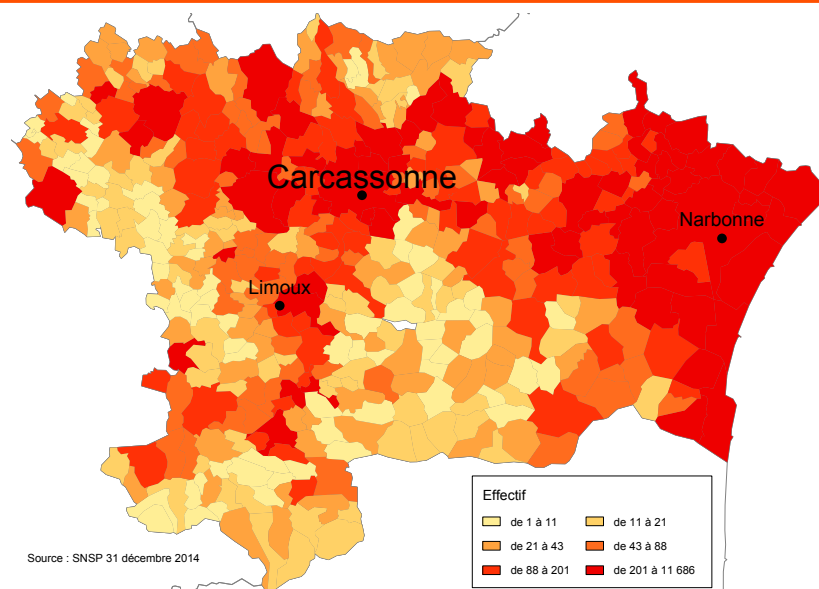 Carcassonne
Narbonne
Limoux
Effectif
de 1 à 11
de 11 à 21
de 21 à 43
de 43 à 88
de 88 à 201
de 201 à 11 686
Source : SNSP 31 décembre 2014